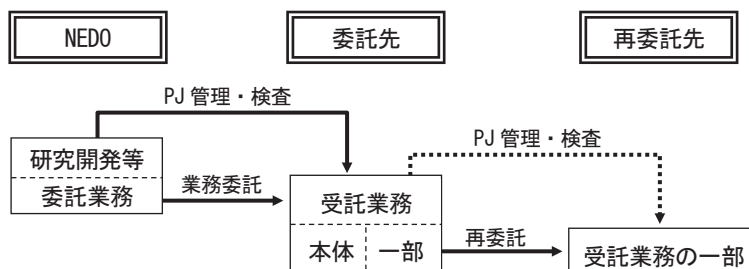 NEDO
委託先
再委託先
PJ 管理・検査
PJ 管理・検査
研究開発等
委託業務
業務委託
受託業務
本体
一部
再委託
受託業務の一部